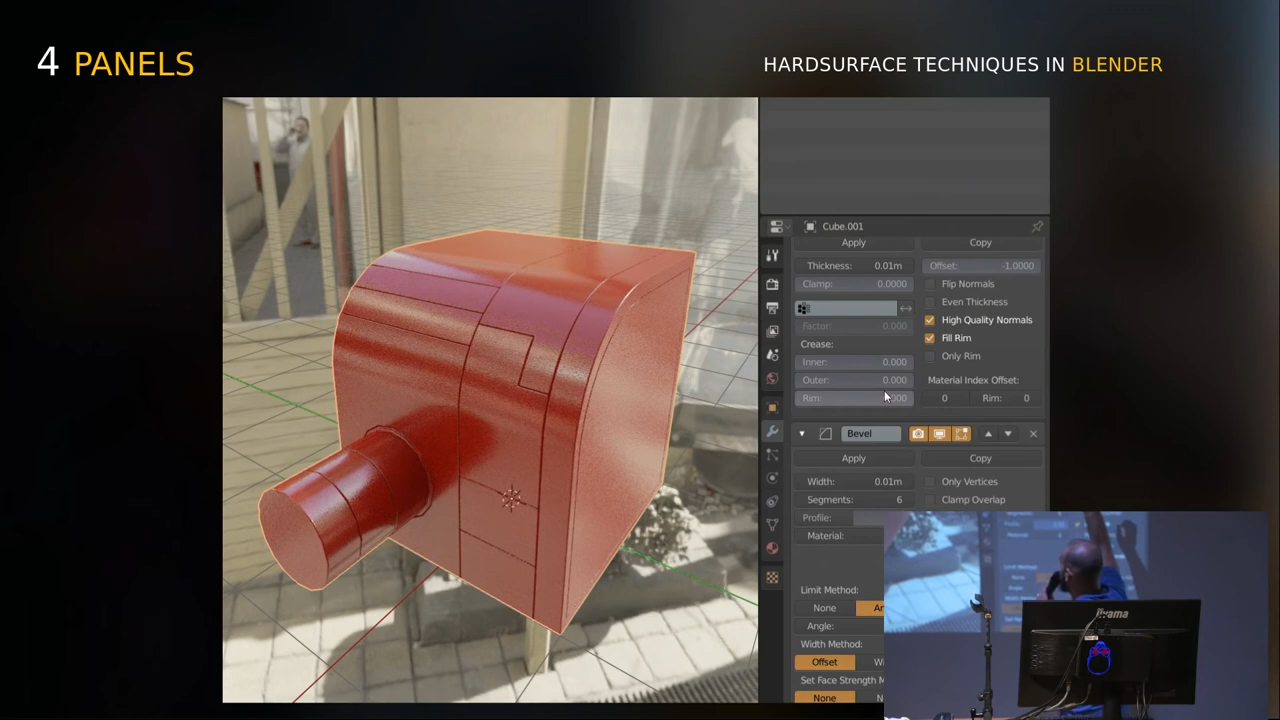 4 PANELS
HARDSURFACE TECHNIQUES IN BLENDER
Cube.001
Apply Copy
Thickness: 0.01m Offset: -1.0000
Clamp: 0.0000 Flip Normals
Even Thickness
High Quality Normals
Factor: 0.000
Fill Rim
Crease:
Only Rim
Inner: 0.000
Outer: 0.000 Material Index Offset:
Rim: 0 Rim: 0
Bevel
Apply Copy
Width: 0.01m Only Vertices
Segments: 6 Clamp Overlap
Profile:
Material:
Limit Method:
None
Angle:
Width Method:
Offset
Set Face Strength M
None
iiyama